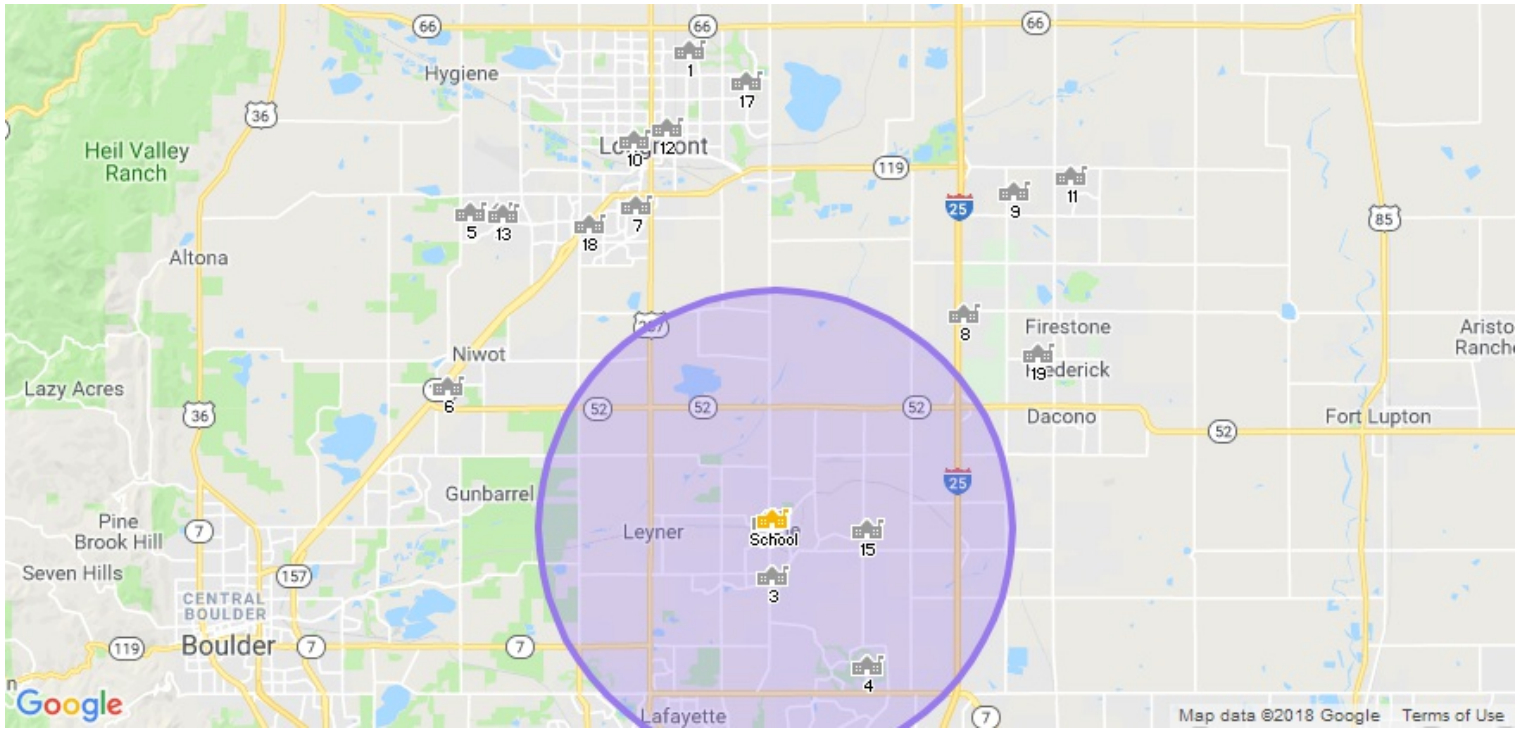 66
66
66
1
Hygiene
17
36
Heil Valley
Ranch
12
10
119
11
9
25
7
5
13
18
85
Altona
8
Firestone
Aristo
Ranche
Niwot
19
Lazy Acres
6
52
52
52
36
Dacono
Fort Lupton
52
25
Gunbarrel
Pine
Brook Hill
7
Leyner
School
15
Seven Hills
157
3
CENTRAL
BOULDER
119
Boulder
7
7
4
Google
Lafayette
7
Map data ©2018 Google
Terms of Use